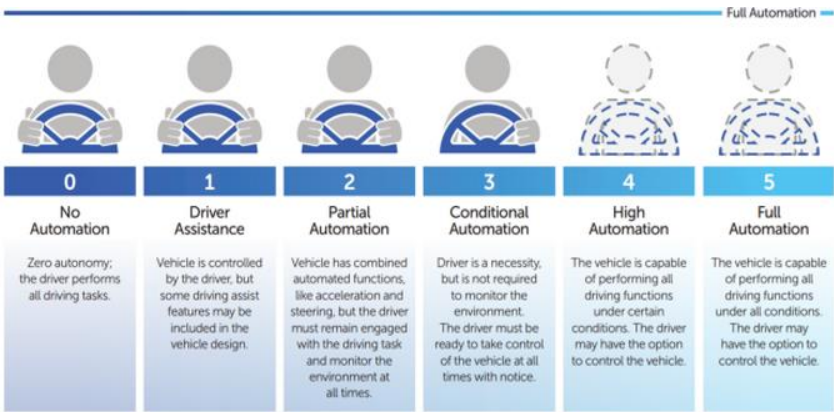 Full Automation
0
No
Automation
Zero autonomy;
the driver performs
all driving tasks.
1
Driver
Assistance
Vehicle is controlled
by the driver, but
some driving assist
features may be
included in the
vehicle design.
2
Partial
Automation
Vehicle has combined
automated functions,
like acceleration and
steering, but the driver
must remain engaged
with the driving task
and monitor the
environment at
all times.
3
Conditional
Automation
Driver is a necessity,
but is not required
to monitor the
environment.
The driver must be
ready to take control
of the vehicle at all
times with notice.
4
High
Automation
The vehicle is capable
of performing all
driving functions
under certain
conditions. The driver
may have the option
to control the vehicle.
5
Full
Automation
The vehicle is capable
of performing all
driving functions
under all conditions.
The driver may
have the option to
control the vehicle.